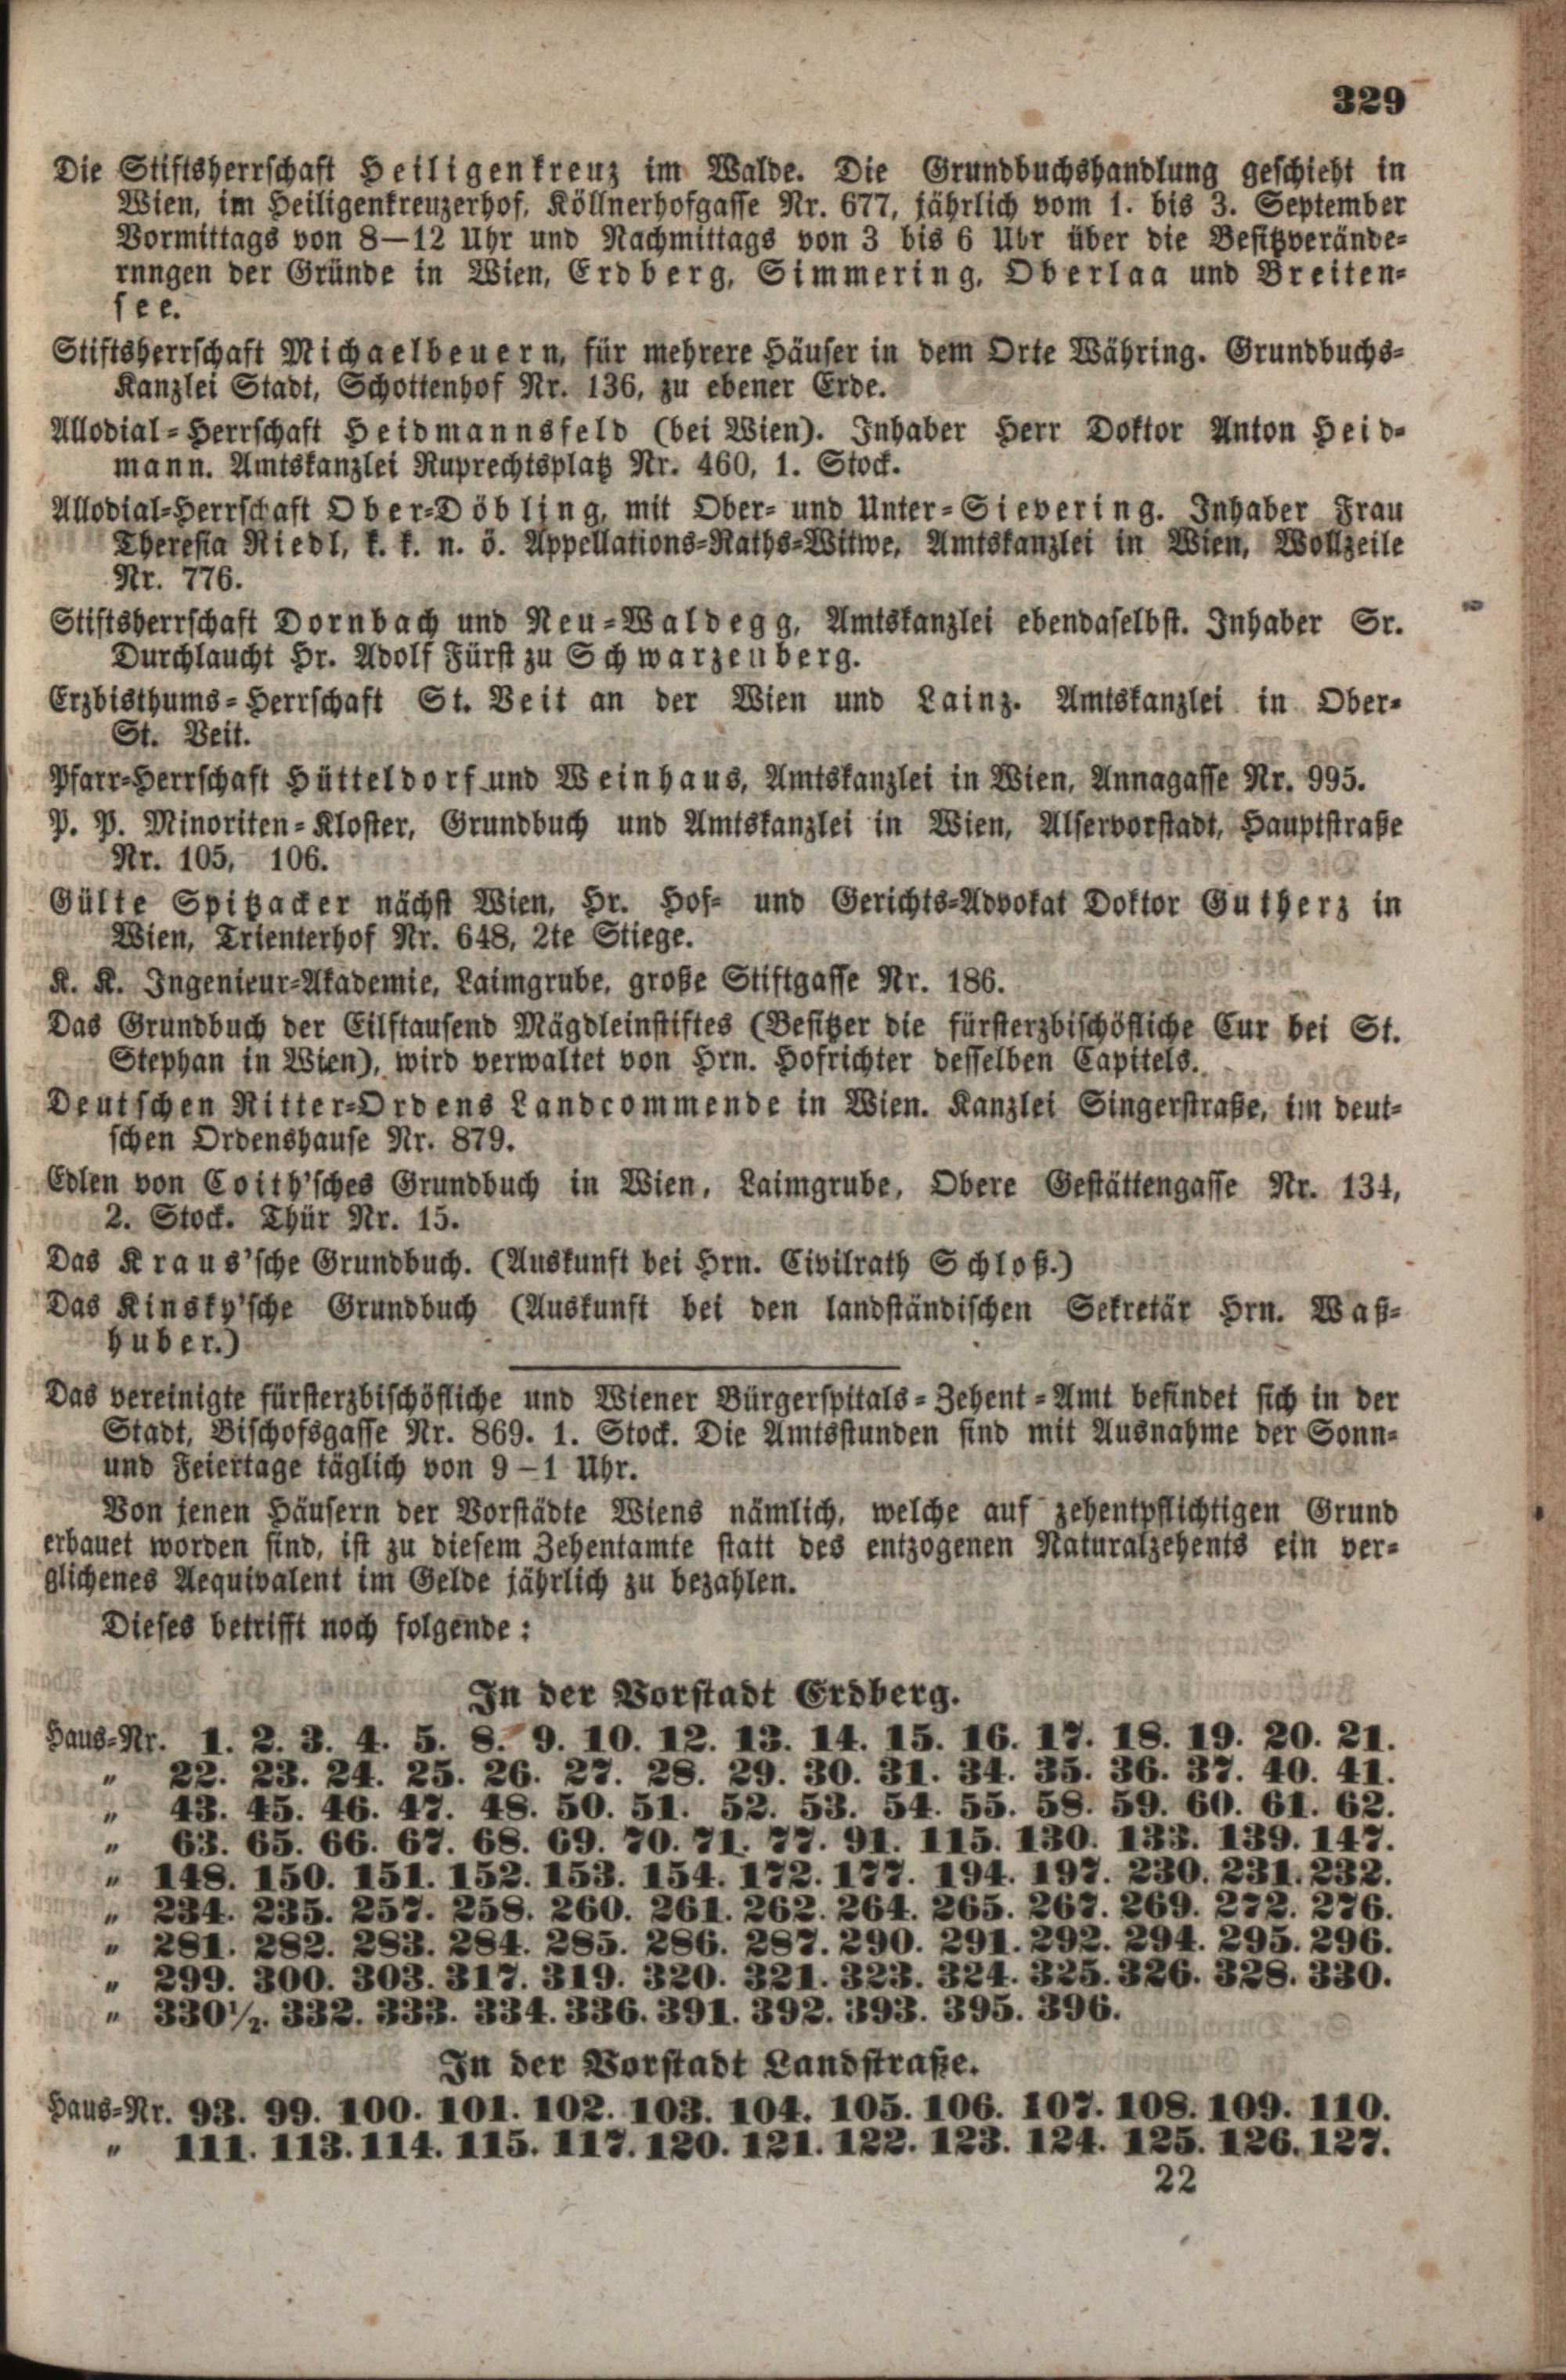 329
Die Stiftsherrschaft Heiligenkreuz im Walde. Die Grundbuchshandlung geschieht in
Wien, im Heiligenkreuzerhof, Köllnerhofgasse Nr. 677, jährlich vom 1. bis 3. September
Vormittags von 8—12 Uhr und Nachmittags von 3 bis 6 Uhr über die Besitzverände-
rnngen der Gründe in Wien, Erdberg, Simmering, Oberlaa und Breiten-
see.
Stiftsherrschaft Michaelbeuern, für mehrere Häuser in dem Orte Währing. Grundbuchs-
Kanzlei Stadt, Schottenhof Nr. 136, zu ebener Erde.
Allodial-Herrschaft Heidmannsfeld (bei Wien). Inhaber Herr Doktor Anton Heid-
mann. Amtskanzlei Ruprechtsplatz Nr. 460, 1. Stock.
Allodial-Herrschaft Ober-Döbling, mit Ober- und Unter-Sievering. Inhaber Frau
Theresia Riedl, k. k. n. ö. Appellations-Raths-Witwe, Amtskanzlei in Wien, Wollzeile
Nr. 776.
Stiftsherrschaft Dornbach und Neu-Waldegg, Amtskanzlei ebendaselbst. Inhaber Sr.
Durchlaucht Hr. Adolf Fürst zu Schwarzenberg.
Erzbisthums-Herrschaft St. Veit an der Wien und Lainz. Amtskanzlei in Ober-
St. Veit.
Pfarr-Herrschaft Hütteldorf und Weinhaus, Amtskanzlei in Wien, Annagasse Nr. 995.
P. P. Minoriten-Kloster, Grundbuch und Amtskanzlei in Wien, Alservorstadt, Hauptstraße
Nr. 105, 106.
Gülte Spitzacker nächst Wien, Hr. Hof- und Gerichts-Advokat Doktor Gutherz in
Wien, Trienterhof Nr. 648, 2te Stiege.
K. K. Ingenieur-Akademie, Laimgrube, große Stiftgasse Nr. 186.
Das Grundbuch der Eilftausend Mägdleinstiftes (Besitzer die fürsterzbischöfliche Cur bei St.
Stephan in Wien), wird verwaltet von Hrn. Hofrichter desselben Capitels.
Deutschen Ritter-Ordens Landcommende in Wien. Kanzlei Singerstraße, im deut-
schen Ordenshause Nr. 879.
Edlen von Coith'sches Grundbuch in Wien, Laimgrube, Obere Gestättengasse Nr. 134,
2. Stock. Thür Nr. 15.
Das Kraus'sche Grundbuch. (Auskunft bei Hrn. Civilrath Schloß.)
Das Kinsky'sche Grundbuch (Auskunft bei den landständischen Sekretär Hrn. Waß-
huber.)
Das vereinigte fürsterzbischöfliche und Wiener Bürgerspitals-Zehent-Amt befindet sich in der
Stadt, Bischofsgasse Nr. 869. 1. Stock. Die Amtsstunden sind mit Ausnahme der Sonn-
und Feiertage täglich von 9—1 Uhr.
Von jenen Häusern der Vorstädte Wiens nämlich, welche auf zehentpflichtigen Grund
erbauet worden sind, ist zu diesem Zehentamte statt des entzogenen Naturalzehents ein ver-
glichenes Aequivalent im Gelde jährlich zu bezahlen.
Dieses betrifft noch folgende:
In der Vorstadt Erdberg.
Haus-Nr. 1. 2. 3. 4. 5. 8. 9. 10. 12. 13. 14. 15. 16. 17. 18. 19. 20. 21.
„ 22. 23. 24. 25. 26. 27. 28. 29. 30. 31. 34. 35. 36. 37. 40. 41.
„ 43. 45. 46. 47. 48. 50. 51. 52. 53. 54. 55. 58. 59. 60. 61. 62.
„ 63. 65. 66. 67. 68. 69. 70. 71. 77. 91. 115. 130. 133. 139. 147.
„ 148. 150. 151. 152. 153. 154. 172. 177. 194. 197. 230. 231. 232.
„ 234. 235. 257. 258. 260. 261. 262. 264. 265. 267. 269. 272. 276.
„ 281. 282. 283. 284. 285. 286. 287. 290. 291. 292. 294. 295. 296.
„ 299. 300. 303. 317. 319. 320. 321. 323. 324. 325. 326. 328. 330.
„ 330½. 332. 333. 334. 336. 391. 392. 393. 395. 396.
In der Vorstadt Landstraße.
Haus-Nr. 93. 99. 100. 101. 102. 103. 104. 105. 106. 107. 108. 109. 110.
„ 111. 113. 114. 115. 117. 120. 121. 122. 123. 124. 125. 126. 127.
22